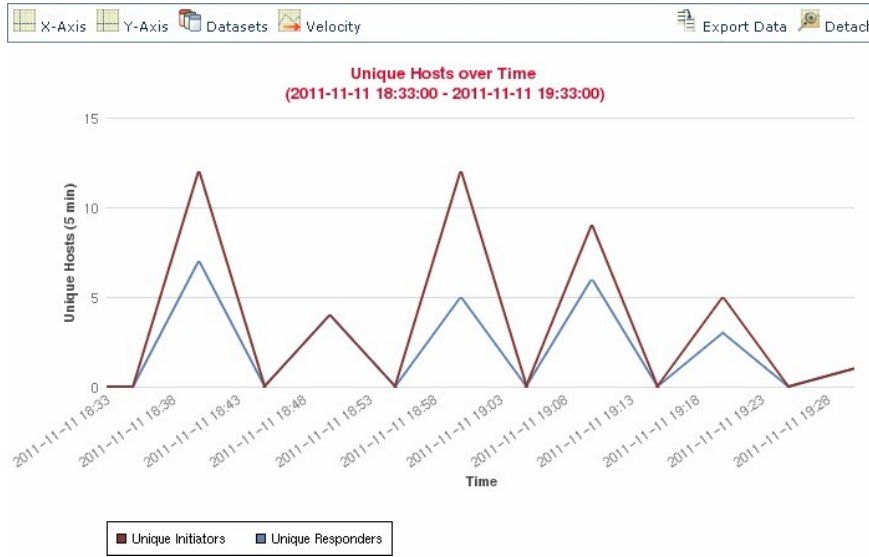 X-Axis Y-Axis Datasets Velocity Export Data Detach
Unique Hosts over Time
(2011-11-11 18:33:00 - 2011-11-11 19:33:00)
15
10
5
0
Unique Hosts (5 min)
2011-11-11 18:33
2011-11-11 18:38
2011-11-11 18:43
2011-11-11 18:48
2011-11-11 18:53
2011-11-11 18:58
2011-11-11 19:03
2011-11-11 19:08
2011-11-11 19:13
2011-11-11 19:18
2011-11-11 19:23
2011-11-11 19:28
Time
Unique Initiators Unique Responders